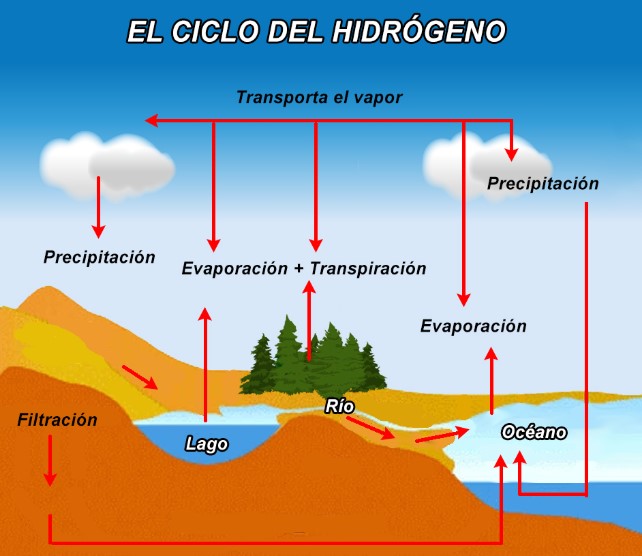 EL CICLO DEL HIDRÓGENO
Transporta el vapor
Precipitación
Precipitación
Evaporación + Transpiración
Evaporación
Río
Filtración
Lago
Océano